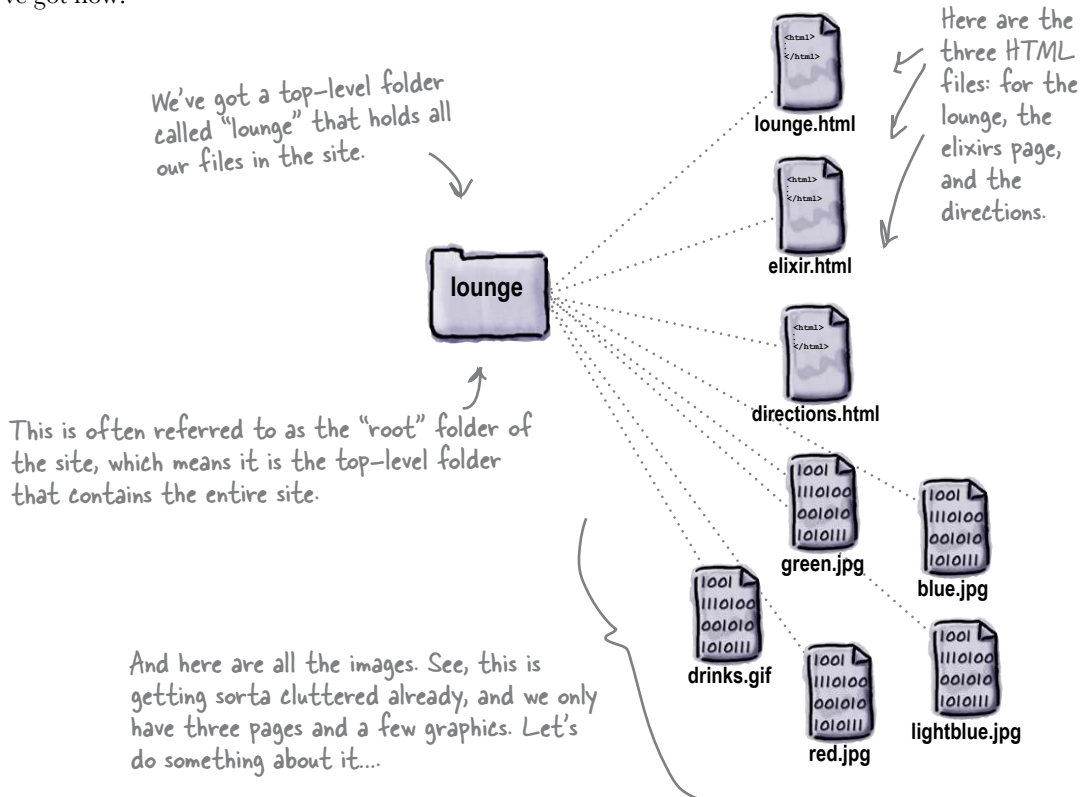 've got now:
Here are the
three HTML
files: for the
lounge, the
elixirs page,
and the
directions.
We've got a top-level folder
called "lounge" that holds all
our files in the site.
<html>
</html>
lounge.html
<html>
</html>
elixir.html
lounge
<html>
</html>
directions.html
This is often referred to as the "root" folder of
the site, which means it is the top-level folder
that contains the entire site.
1001
1110100
001010
1010111
green.jpg
1001
1110100
001010
1010111
blue.jpg
1001
1110100
001010
1010111
drinks.gif
1001
1110100
001010
1010111
red.jpg
1001
1110100
001010
1010111
lightblue.jpg
And here are all the images. See, this is
getting sorta cluttered already, and we only
have three pages and a few graphics. Let's
do something about it....